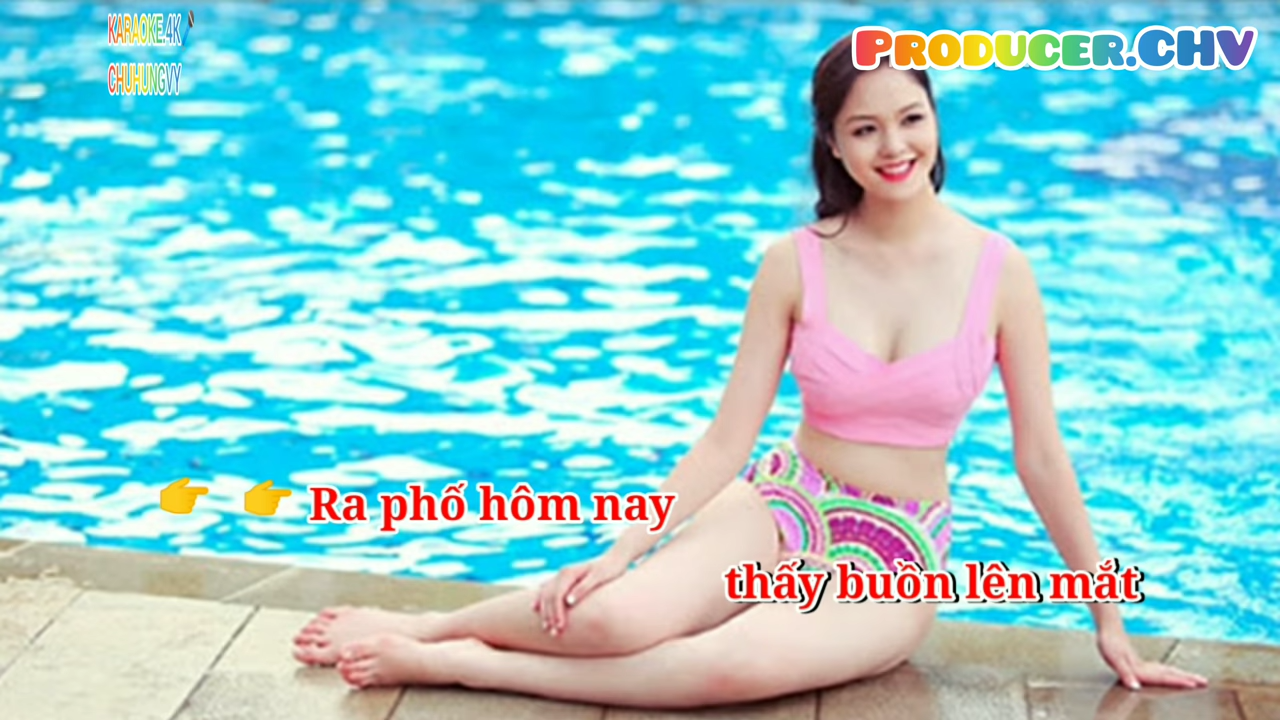 KARAOKE.4K
CHUHUNGVY
PRODUCER.CHV
Ra phố hôm nay
thấy buồn lên mắt